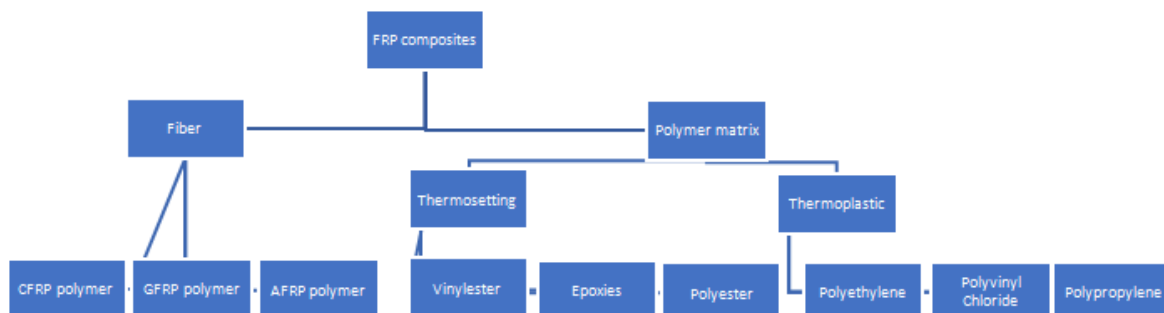 FRP composites
Fiber
Polymer matrix
Thermosetting
Thermoplastic
CFRP polymer
GFRP polymer
AFRP polymer
Vinylester
Epoxies
Polyester
Polyethylene
Polyvinyl
Chloride
Polypropylene